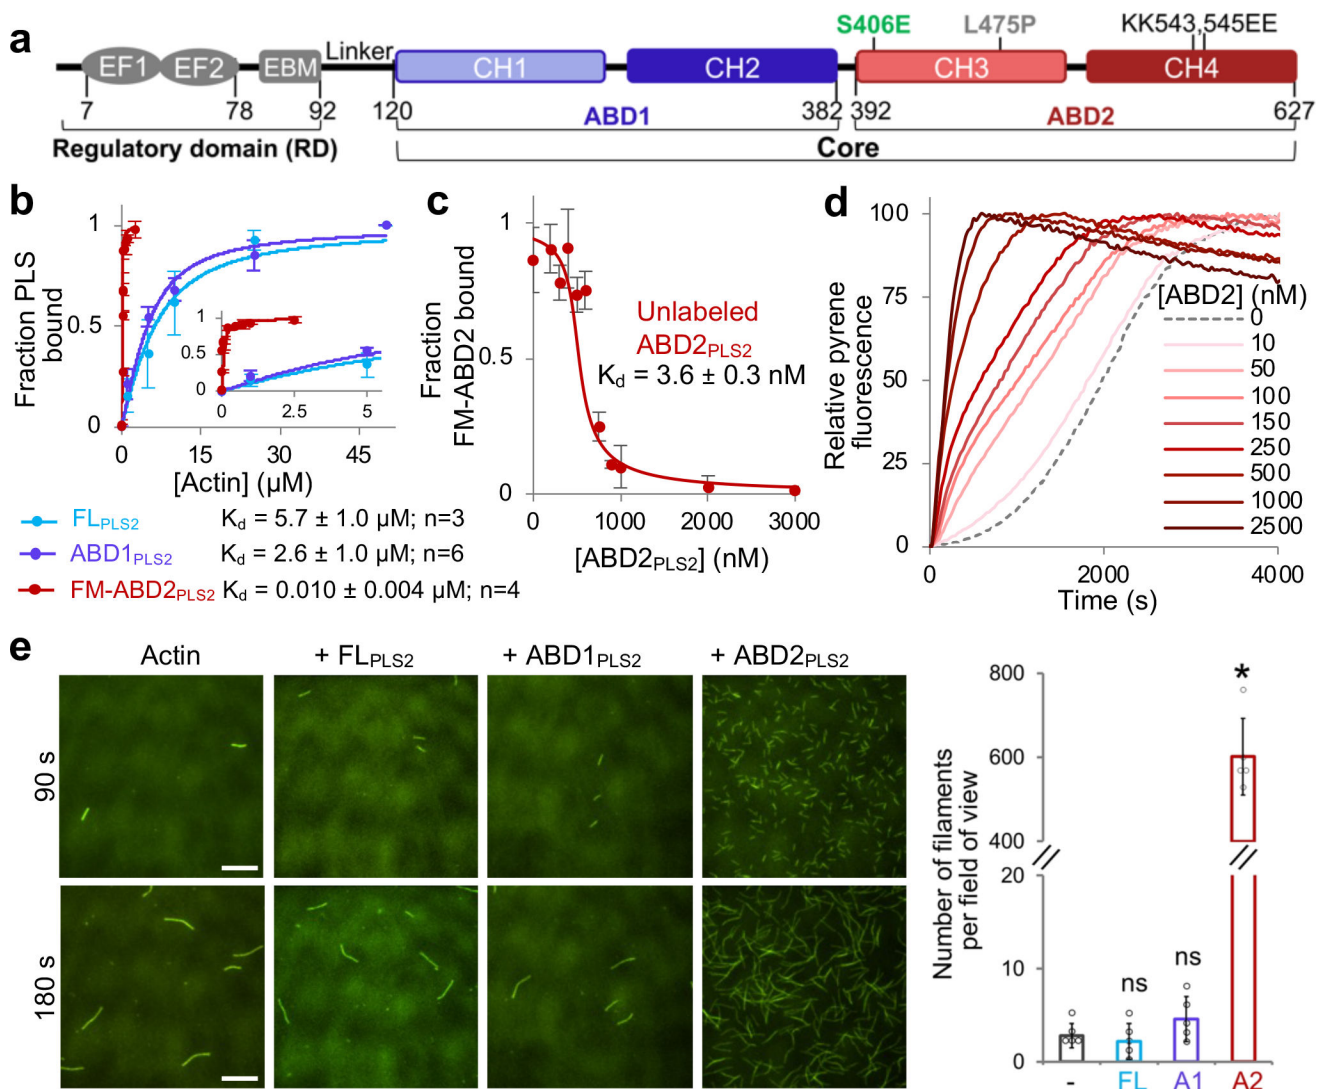 a
S406E L475P KK543,545EE
EF1 EF2 EBM Linker CH1 CH2 CH3 CH4
7 78 92 120 382 392 627
ABD1 ABD2
Regulatory domain (RD) Core
b
Fraction PLS
bound
1
0.5
0
0 15 30 45
[Actin] (µM)
1
0.5
0
0 2.5 5
FLPLS2 Kd = 5.7 ± 1.0 µM; n=3
ABD1PLS2 Kd = 2.6 ± 1.0 µM; n=6
FM-ABD2PLS2 Kd = 0.010 ± 0.004 µM; n=4
c
Fraction
FM-ABD2 bound
1
0.5
0
Unlabeled
ABD2PLS2
Kd = 3.6 ± 0.3 nM
0 1000 2000 3000
[ABD2PLS2] (nM)
d
Relative pyrene
fluorescence
100
75
50
25
0
0 2000 4000
Time (s)
[ABD2] (nM)
0
10
50
100
150
250
500
1000
2500
e
Actin + FLPLS2 + ABD1PLS2 + ABD2PLS2
90 s
180 s
Number of filaments
per field of view
800
600
400
20
10
0
ns
ns
*
- FL A1 A2